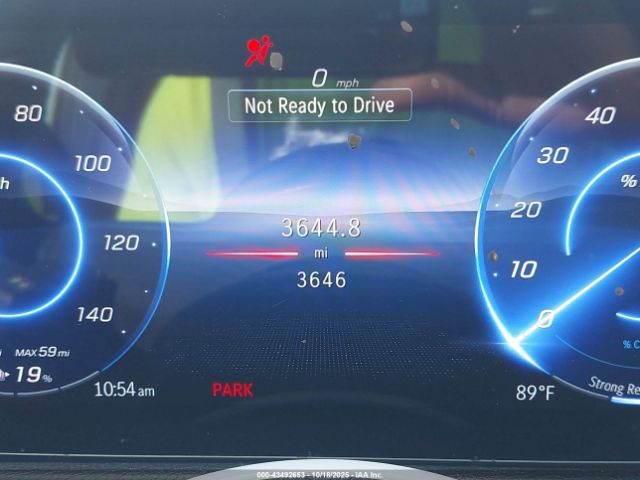 0 mph
Not Ready to Drive
80
100
120
140
h
MAX 59 mi
19%
10:54 am
3644.8
mi
3646
PARK
40
30
20
10
0
%
% C
89°F
Strong Re
000-43492653 - 10/18/2025 - IAA Inc.